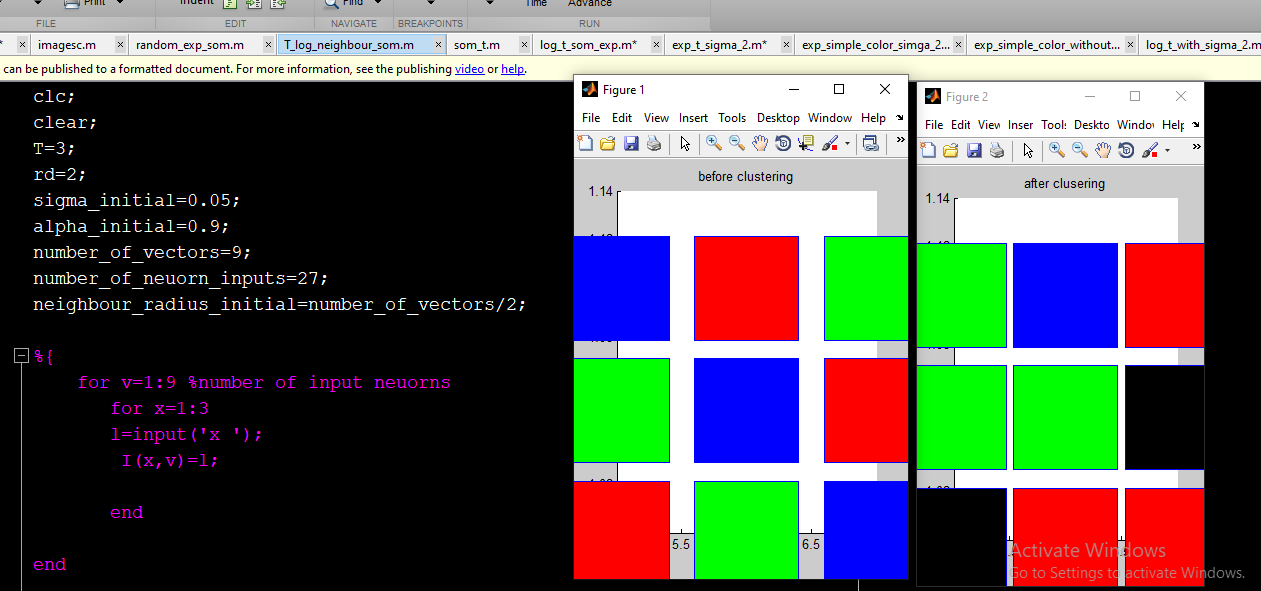 Print Indent Find Time Advance
FILE EDIT NAVIGATE BREAKPOINTS RUN
* × imagesc.m × random_exp_som.m × T_log_neighbour_som.m × som_t.m × log_t_som_exp.m* × exp_t_sigma_2.m* × exp_simple_color_simga_2... × exp_simple_color_without... × log_t_with_sigma_2.m
can be published to a formatted document. For more information, see the publishing video or help.
clc;
clear;
T=3;
rd=2;
sigma_initial=0.05;
alpha_initial=0.9;
number_of_vectors=9;
number_of_neuorn_inputs=27;
neighbour_radius_initial=number_of_vectors/2;
%{
for v=1:9 %number of input neuorns
for x=1:3
l=input('x ');
I(x,v)=l;
end
end
Figure 1
File Edit View Insert Tools Desktop Window Help
before clustering
1.14
5.5 6.5
Figure 2
File Edit View Inser Tools Deskto Windov Help
after clusering
1.14
Activate Windows
Go to Settings to activate Windows.